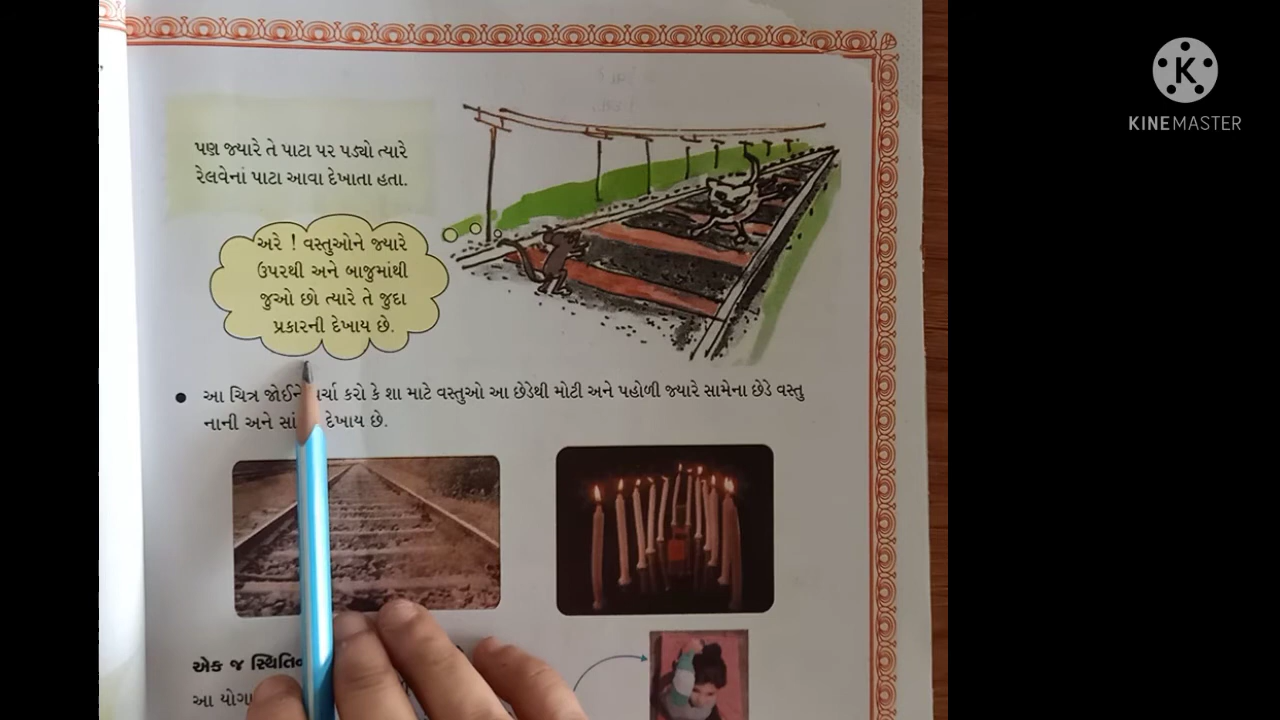 પણ જ્યારે તે પાટા પર પડ્યો ત્યારે
રેલવેનાં પાટા આવા દેખાતા હતા.
અરે ! વસ્તુઓને જ્યારે
ઉપરથી અને બાજુમાંથી
જુઓ છો ત્યારે તે જુદા
પ્રકારની દેખાય છે.
આ ચિત્ર જોઈને ચર્ચા કરો કે શા માટે વસ્તુઓ આ છેડેથી મોટી અને પહોળી જ્યારે સામેના છેડે વસ્તુ
નાની અને દેખાય છે.
એક જ
આ
KINEMASTER